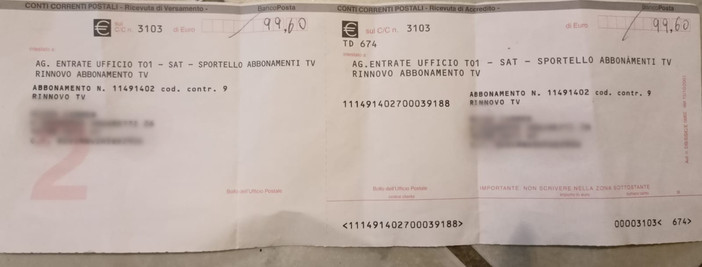 CONTI CORRENTI POSTALI - Ricevuta di Versamento - BancoPosta
€ sul C/C n. 3103 di Euro 99,60
AG. ENTRATE UFFICIO TO1 - SAT - SPORTELLO ABBONAMENTI TV
RINNOVO ABBONAMENTO TV
ABBONAMENTO N. 11491402 cod. contr. 9
RINNOVO TV
2
Bollo dell'Ufficio Postale
CONTI CORRENTI POSTALI - Ricevuta di Accredito - BancoPosta
€ sul C/C n. 3103 di Euro 99,60
TD 674
AG. ENTRATE UFFICIO TO1 - SAT - SPORTELLO ABBONAMENTI TV
RINNOVO ABBONAMENTO TV
ABBONAMENTO N. 11491402 cod. contr. 9
111491402700039188 RINNOVO TV
Bollo dell'Ufficio Postale
IMPORTANTE: NON SCRIVERE NELLA ZONA SOTTOSTANTE
<111491402700039188> 00003103< 674>